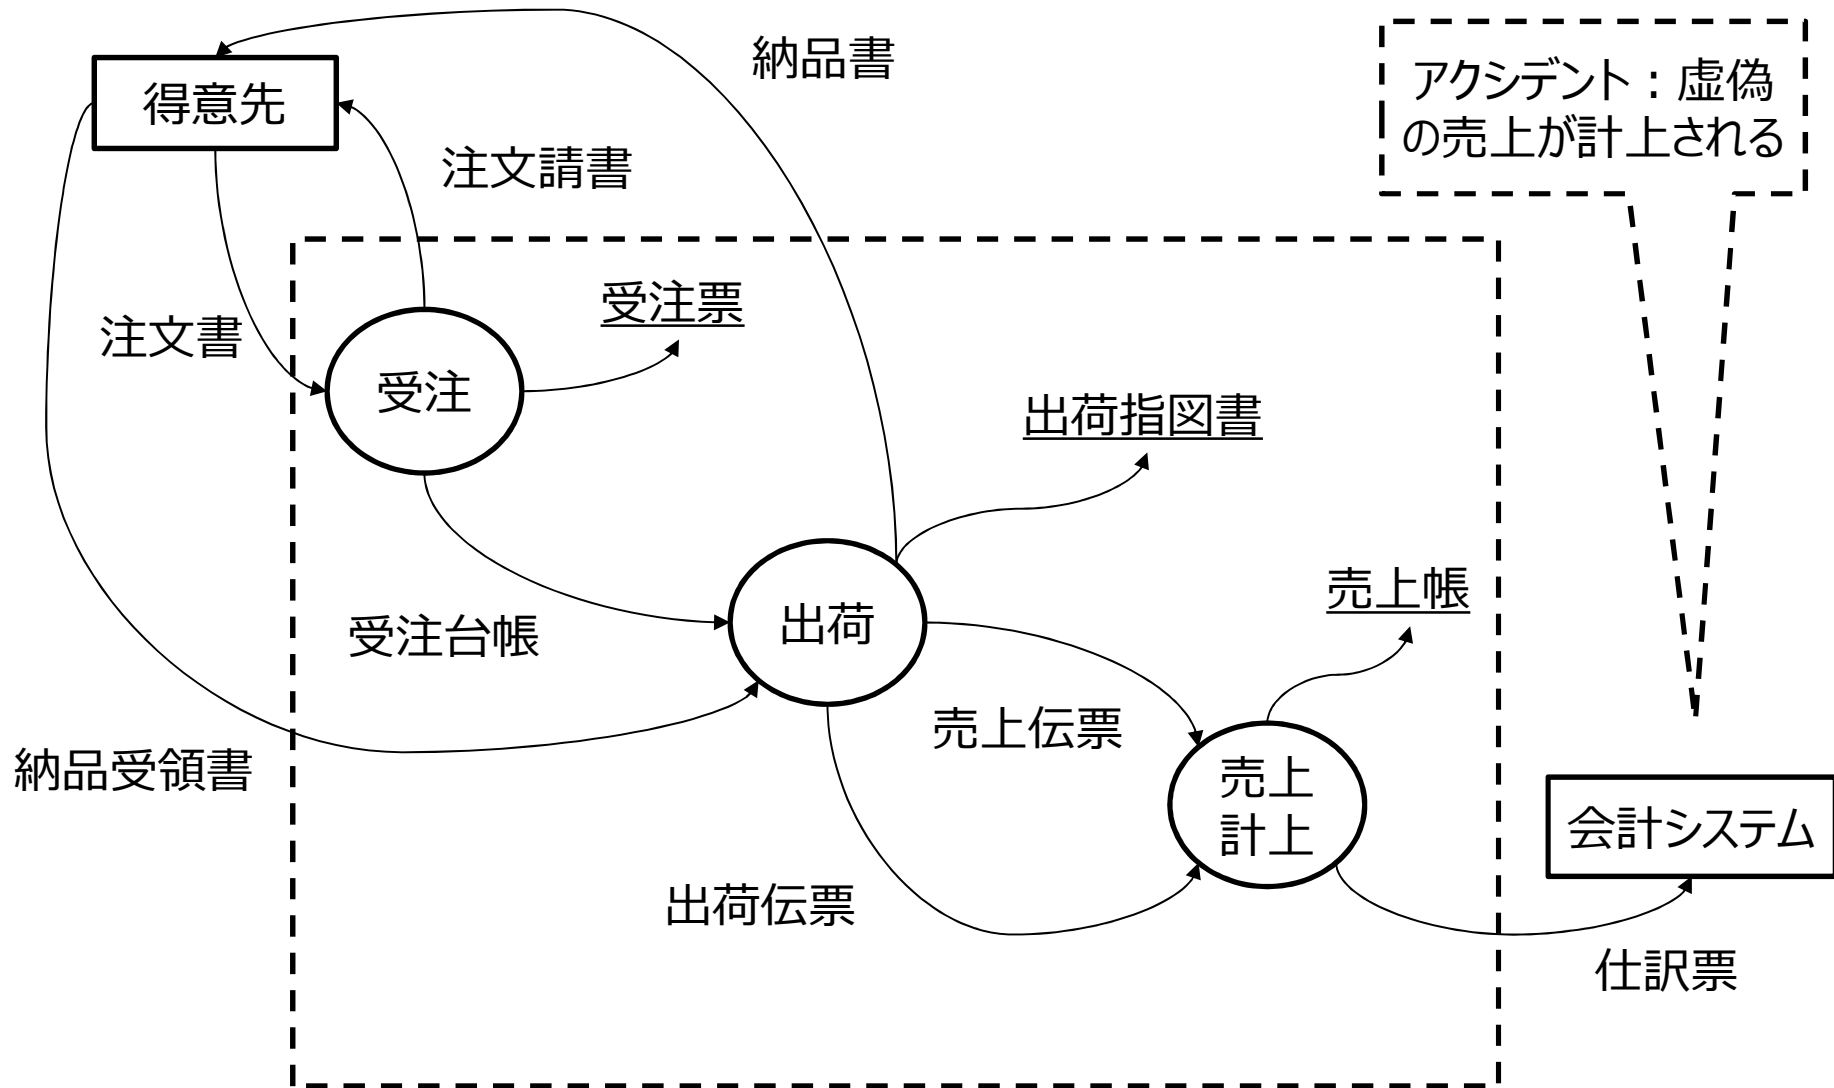 納品書
アクシデント：虚偽
の売上が計上される
得意先
注文請書
受注票
注文書
受注
出荷指図書
売上帳
出荷
受注台帳
売上伝票
納品受領書
売上
計上
会計システム
出荷伝票
仕訳票